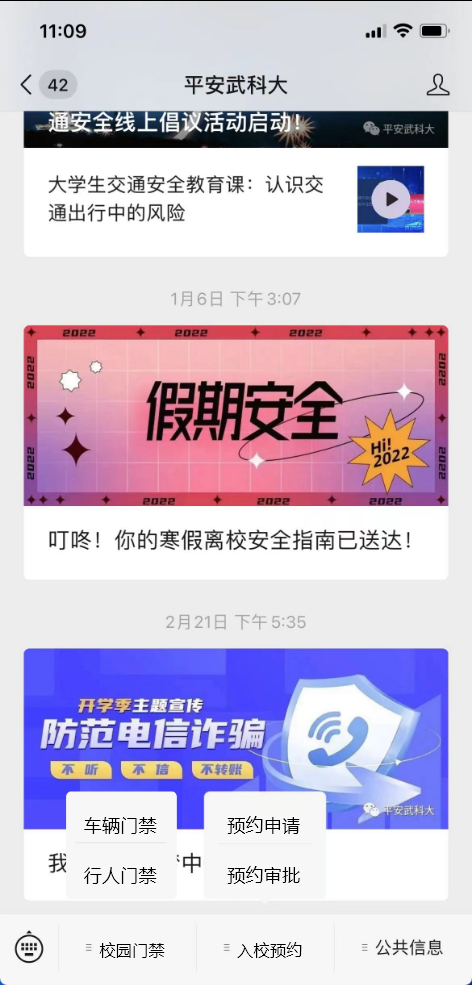 11:09
42
平安武科大
通安全线上倡议活动启动！
平安武科大
大学生交通安全教育课：认识交
通出行中的风险
1月6日 下午3:07
2022 2022 2022
2022
2022
假期安全
Hi!
2022
2022
2022
2022 2022 2022
叮咚！你的寒假离校安全指南已送达！
2月21日 下午5:35
开学季主题宣传
防范电信诈骗
不听 不信 不转账
平安武科大
车辆门禁
预约申请
我
中
行人门禁
预约审批
校园门禁
入校预约
公共信息